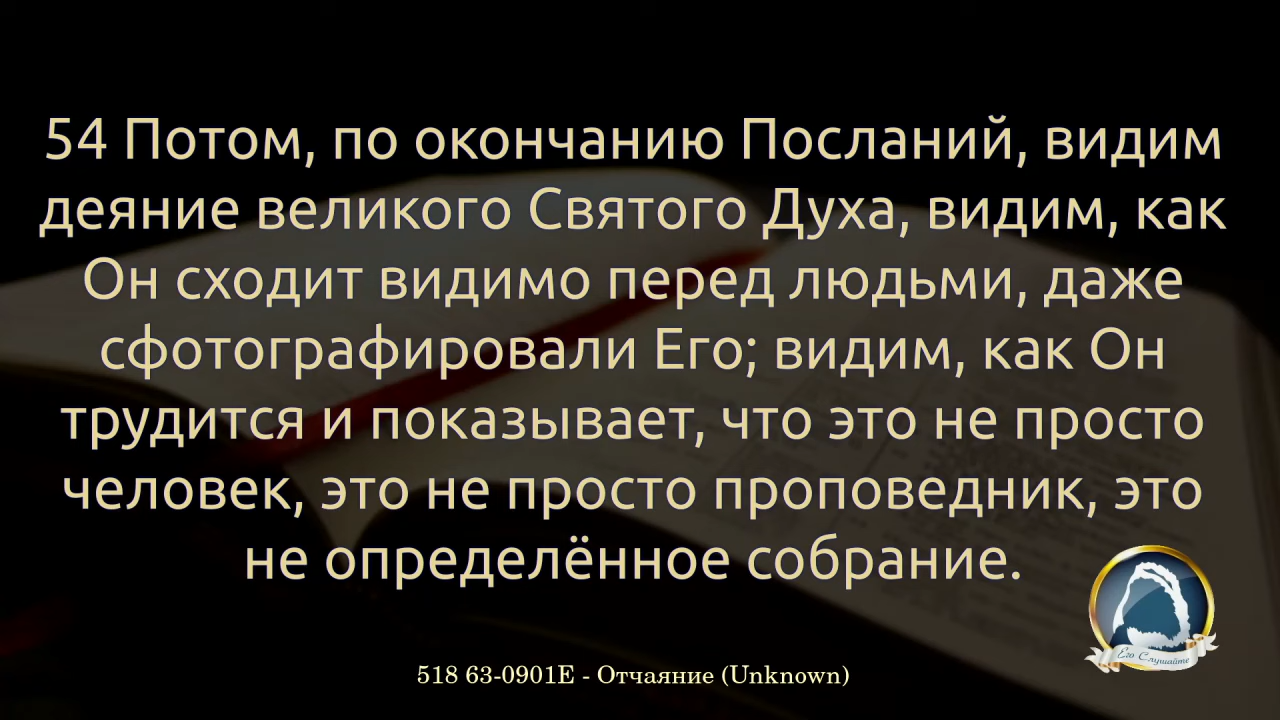 54 Потом, по окончанию Посланий, видим
деяние великого Святого Духа, видим, как
Он сходит видимо перед людьми, даже
сфотографировали Его; видим, как Он
трудится и показывает, что это не просто
человек, это не просто проповедник, это
не определённое собрание.
Его Слушайте
518 63-0901E - Отчаяние (Unknown)